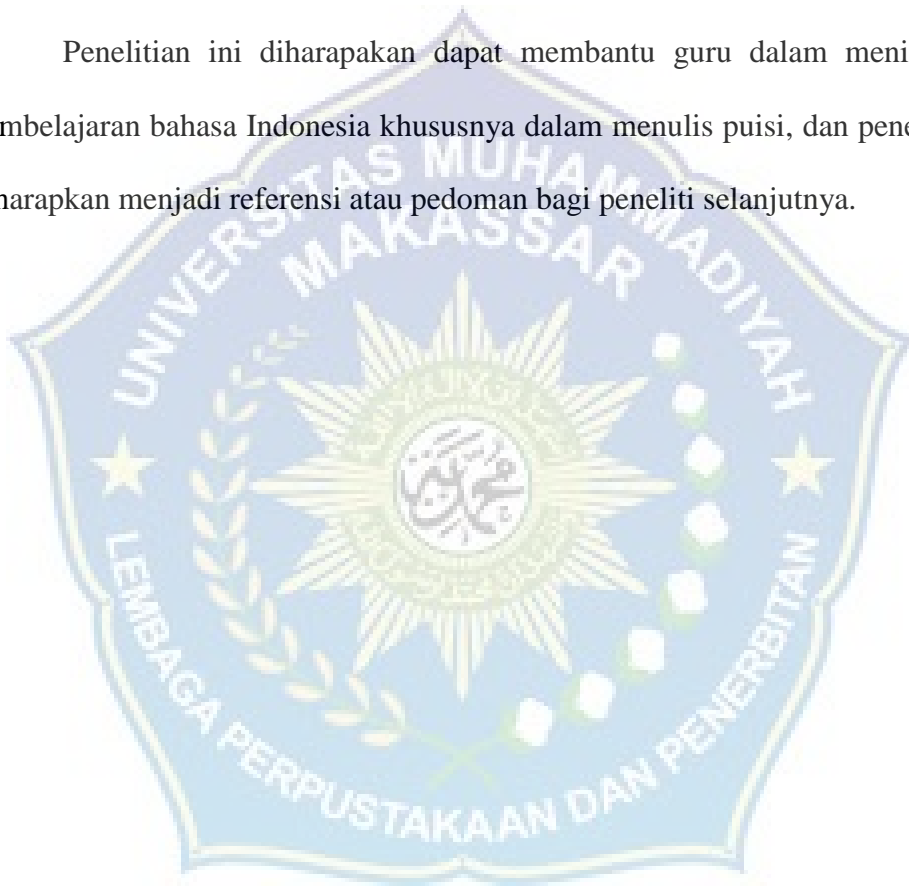 Penelitian ini diharapakan dapat membantu guru dalam meni
mbelajaran bahasa Indonesia khususnya dalam menulis puisi, dan pene
harapkan menjadi referensi atau pedoman bagi peneliti selanjutnya.
UNIVERSITAS MUHAMMADIYAH
MAKASSAR
LEMBAGA PERPUSTAKAAN DAN PENERBITAN